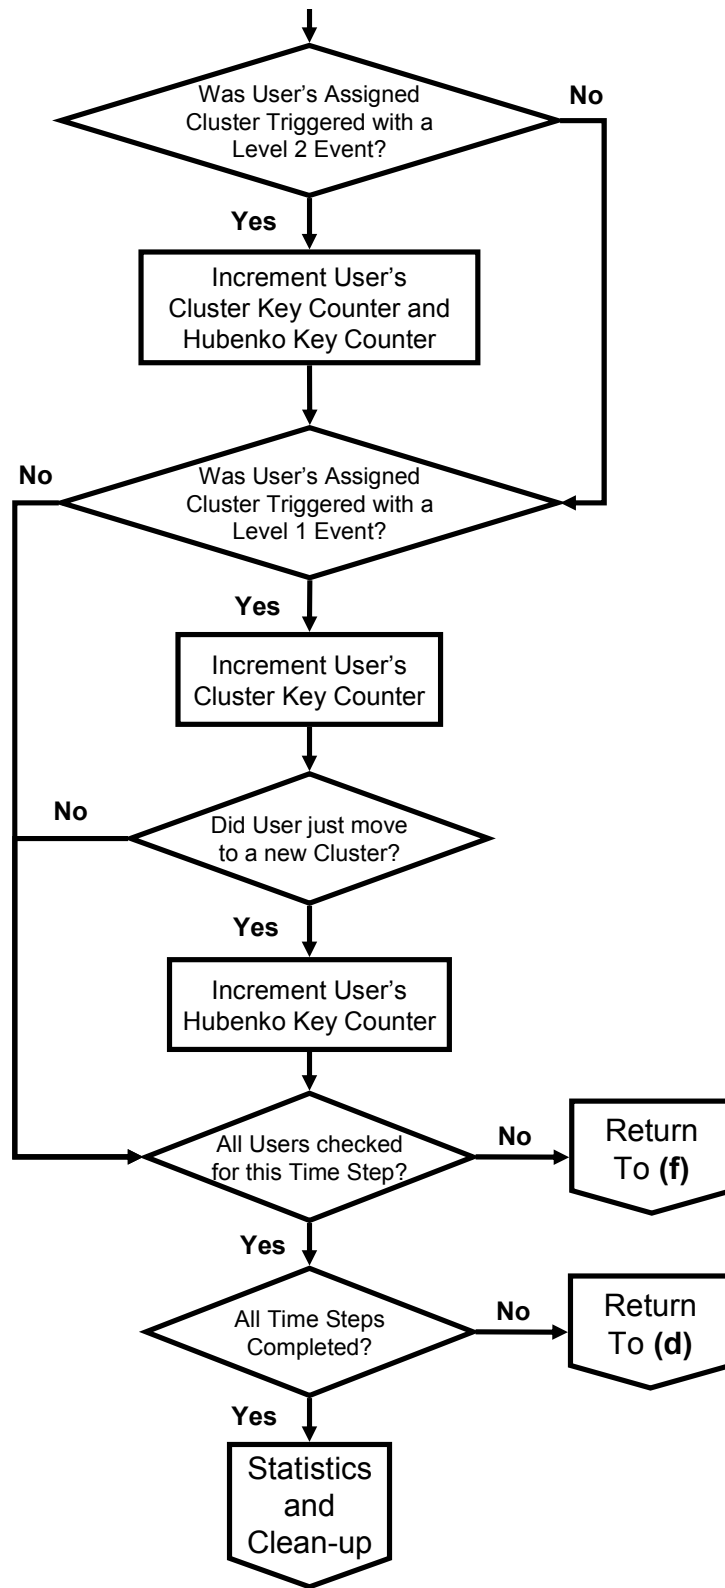 Was User's Assigned
Cluster Triggered with a
Level 2 Event?
No
Yes
Increment User's
Cluster Key Counter and
Hubenko Key Counter
No
Was User's Assigned
Cluster Triggered with a
Level 1 Event?
Yes
Increment User's
Cluster Key Counter
No
Did User just move
to a new Cluster?
Yes
Increment User's
Hubenko Key Counter
All Users checked
for this Time Step?
No
Return
To (f)
Yes
All Time Steps
Completed?
No
Return
To (d)
Yes
Statistics
and
Clean-up